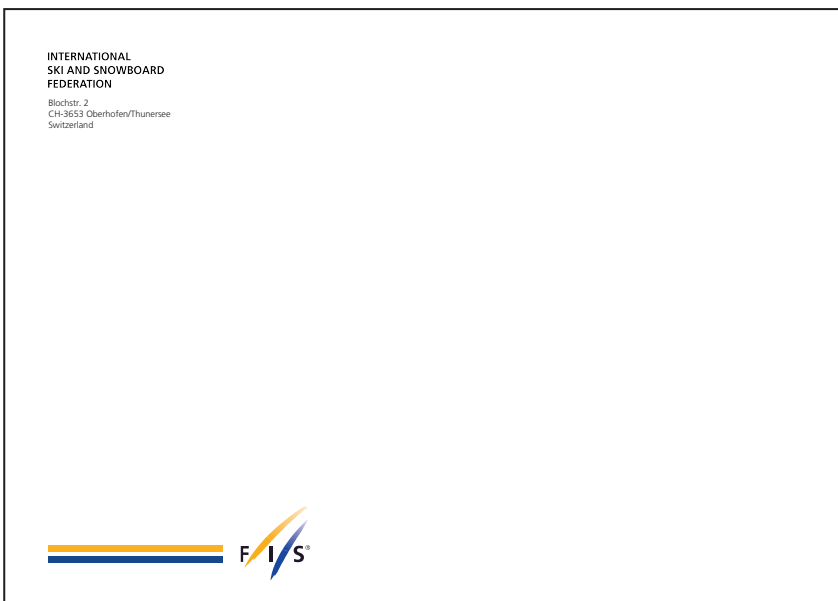 INTERNATIONAL
SKI AND SNOWBOARD
FEDERATION
Blochstr. 2
CH-3653 Oberhofen/Thunersee
Switzerland
FIS®